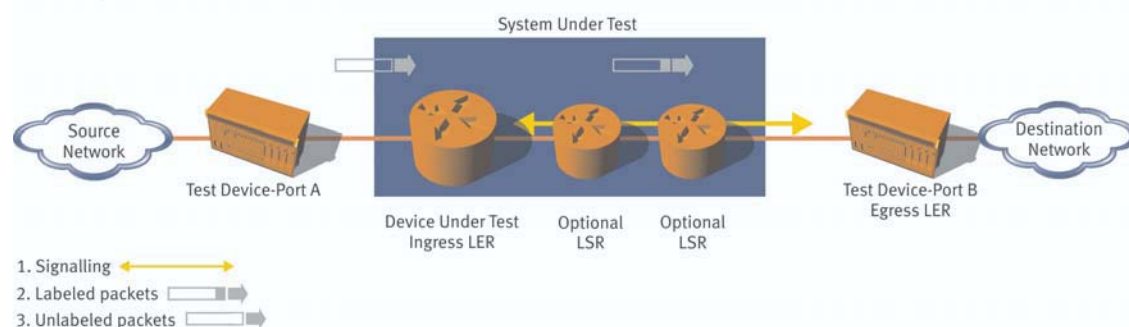 System Under Test
Source
Network
Test Device-Port A
Device Under Test
Ingress LER
Optional
LSR
Optional
LSR
Test Device-Port B
Egress LER
Destination
Network
1. Signalling
2. Labeled packets
3. Unlabeled packets